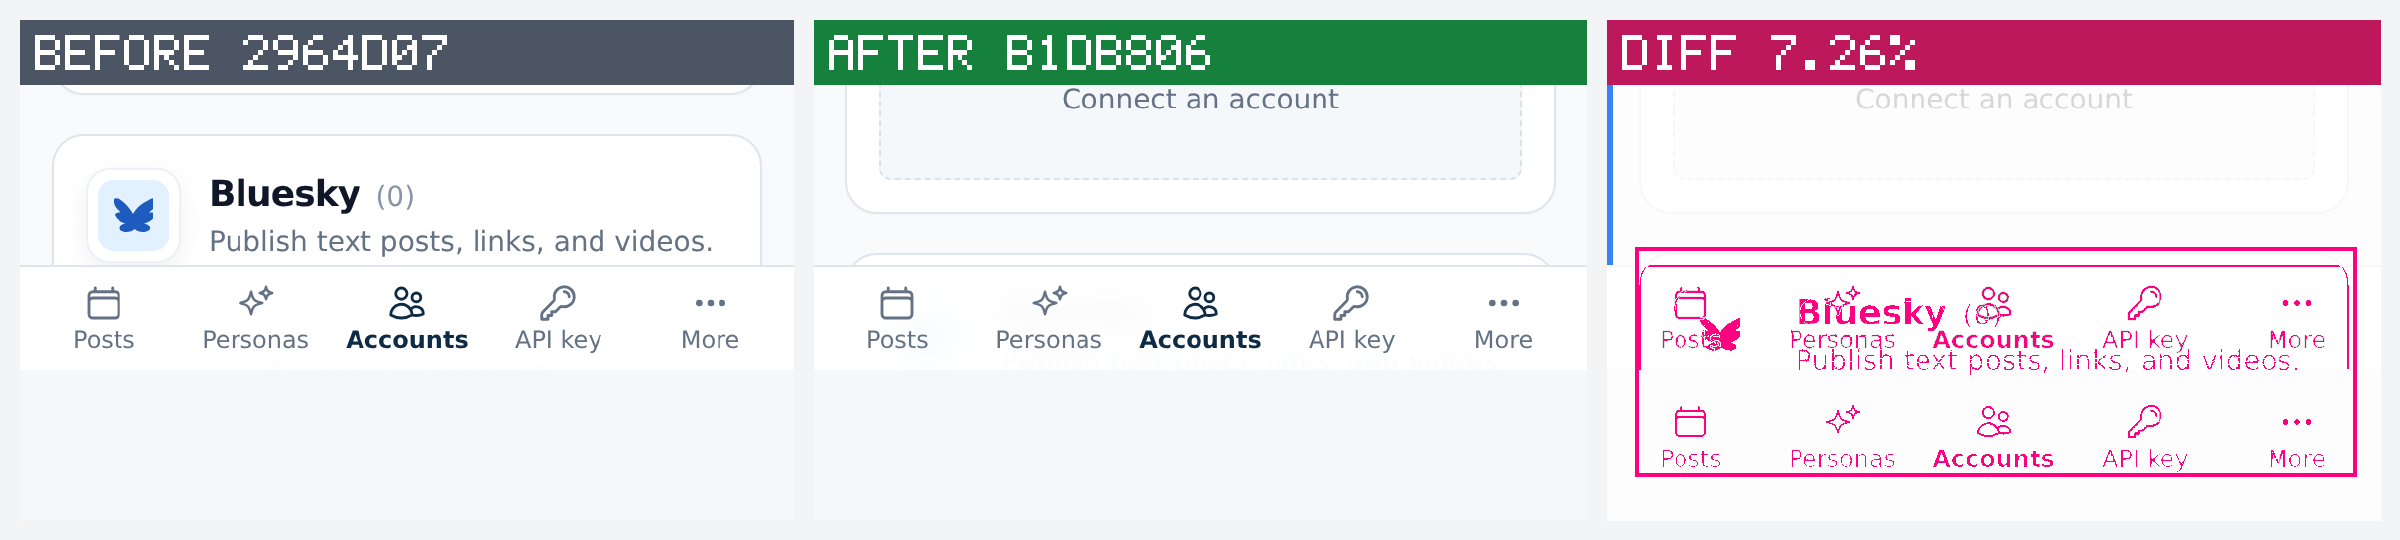 BEFORE 2964D07
Bluesky (0)
Publish text posts, links, and videos.
Posts
Personas
Accounts
API key
More
AFTER B1DB806
Connect an account
Posts
Personas
Accounts
API key
More
DIFF 7.26%
Connect an account
Bluesky (0)
Posts
Personas
Accounts
API key
More
Publish text posts, links, and videos.
Posts
Personas
Accounts
API key
More